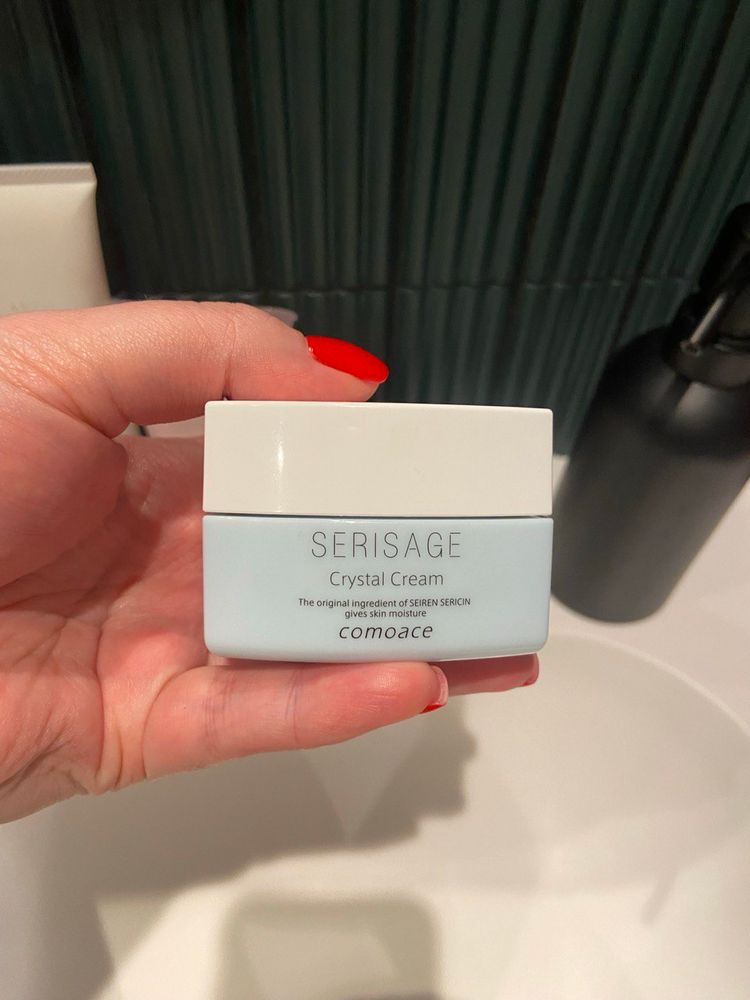 SERISAGE
Crystal Cream
The original ingredient of SEIREN SERICIN
gives skin moisture
comoace